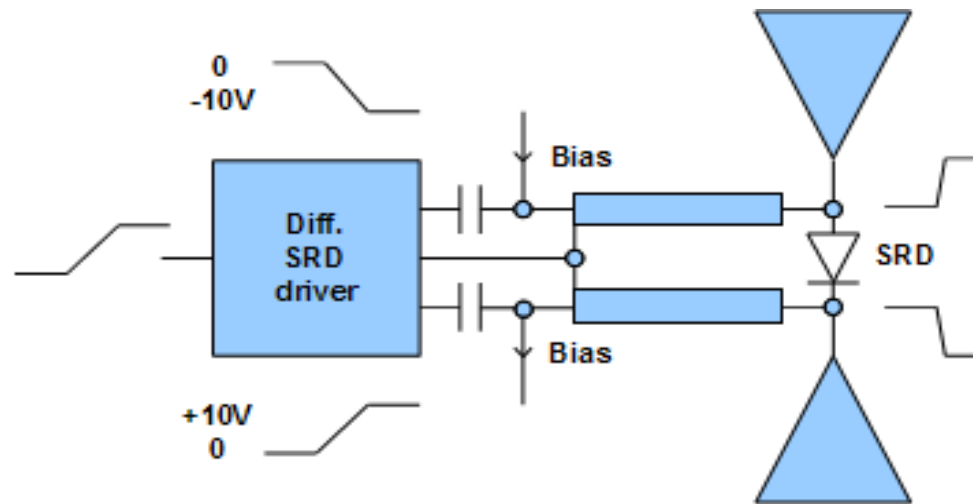 0
-10V
Bias
Diff.
SRD
driver
SRD
Bias
+10V
0